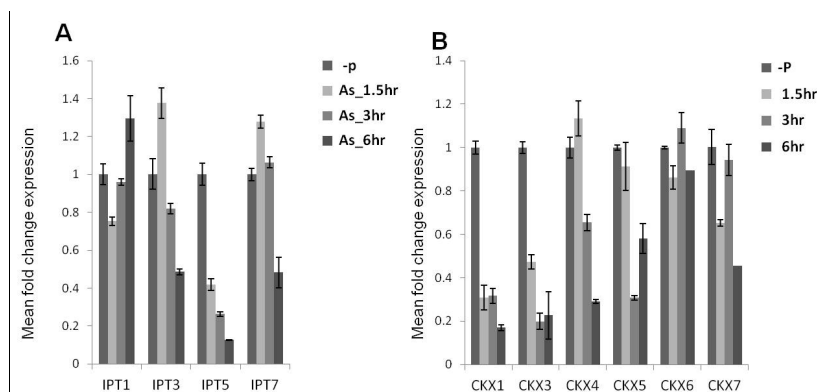 A
Mean fold change expression
1.6
1.4
1.2
1
0.8
0.6
0.4
0.2
0
IPT1 IPT3 IPT5 IPT7
-p
As_1.5hr
As_3hr
As_6hr
B
Mean fold change expression
1.4
1.2
1
0.8
0.6
0.4
0.2
0
CKX1 CKX3 CKX4 CKX5 CKX6 CKX7
-P
1.5hr
3hr
6hr